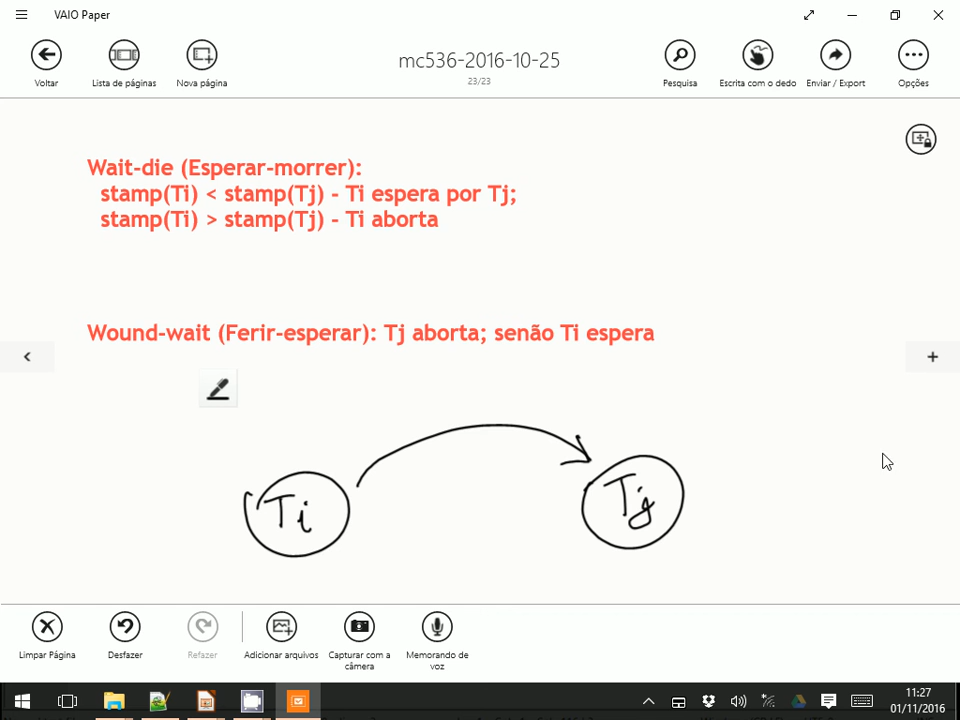 VAIO Paper
Voltar
Lista de páginas
Nova página
mc536-2016-10-25
23/23
Pesquisa
Escrita com o dedo
Enviar / Export
Opções
Wait-die (Esperar-morrer):
stamp(Ti) < stamp(Tj) - Ti espera por Tj;
stamp(Ti) > stamp(Tj) - Ti aborta
Wound-wait (Ferir-esperar): Tj aborta; senão Ti espera
Ti
Tj
Limpar Página
Desfazer
Refazer
Adicionar arquivos
Capturar com a
câmera
Memorando de
voz
11:27
01/11/2016